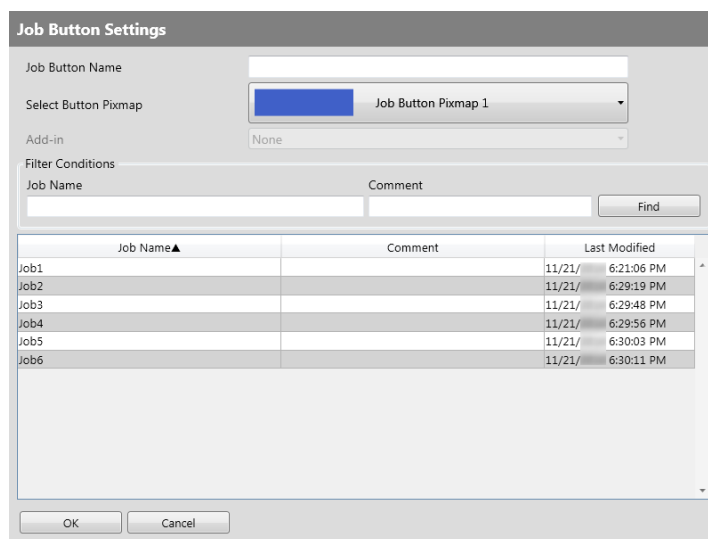 Job Button Settings
Job Button Name
Select Button Pixmap Job Button Pixmap 1
Add-in None
Filter Conditions
Job Name Comment
Find
Job Name▲ Comment Last Modified
Job1 11/21/ 6:21:06 PM
Job2 11/21/ 6:29:19 PM
Job3 11/21/ 6:29:48 PM
Job4 11/21/ 6:29:56 PM
Job5 11/21/ 6:30:03 PM
Job6 11/21/ 6:30:11 PM
OK Cancel